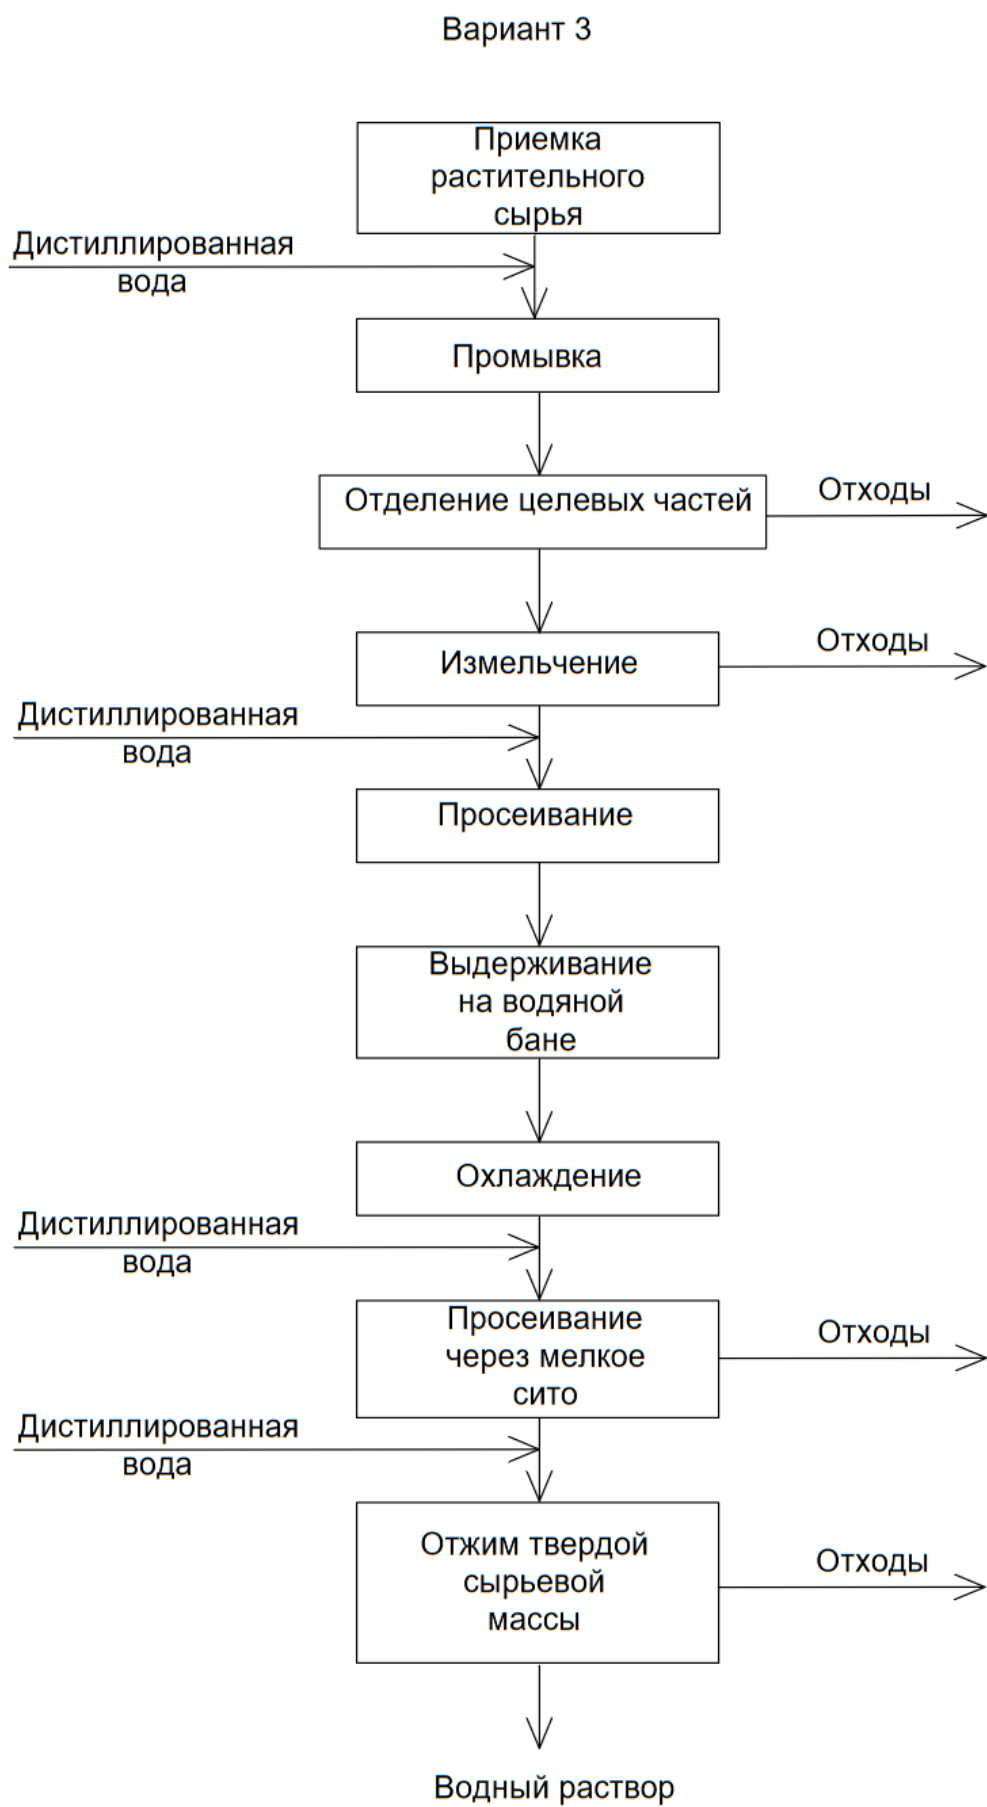 Вариант 3
Приемка
растительного
сырья
Дистиллированная
вода
Промывка
Отделение целевых частей
Отходы
Измельчение
Отходы
Дистиллированная
вода
Просеивание
Выдерживание
на водяной
бане
Охлаждение
Дистиллированная
вода
Просеивание
через мелкое
сито
Отходы
Дистиллированная
вода
Отжим твердой
сырьевой
массы
Отходы
Водный раствор